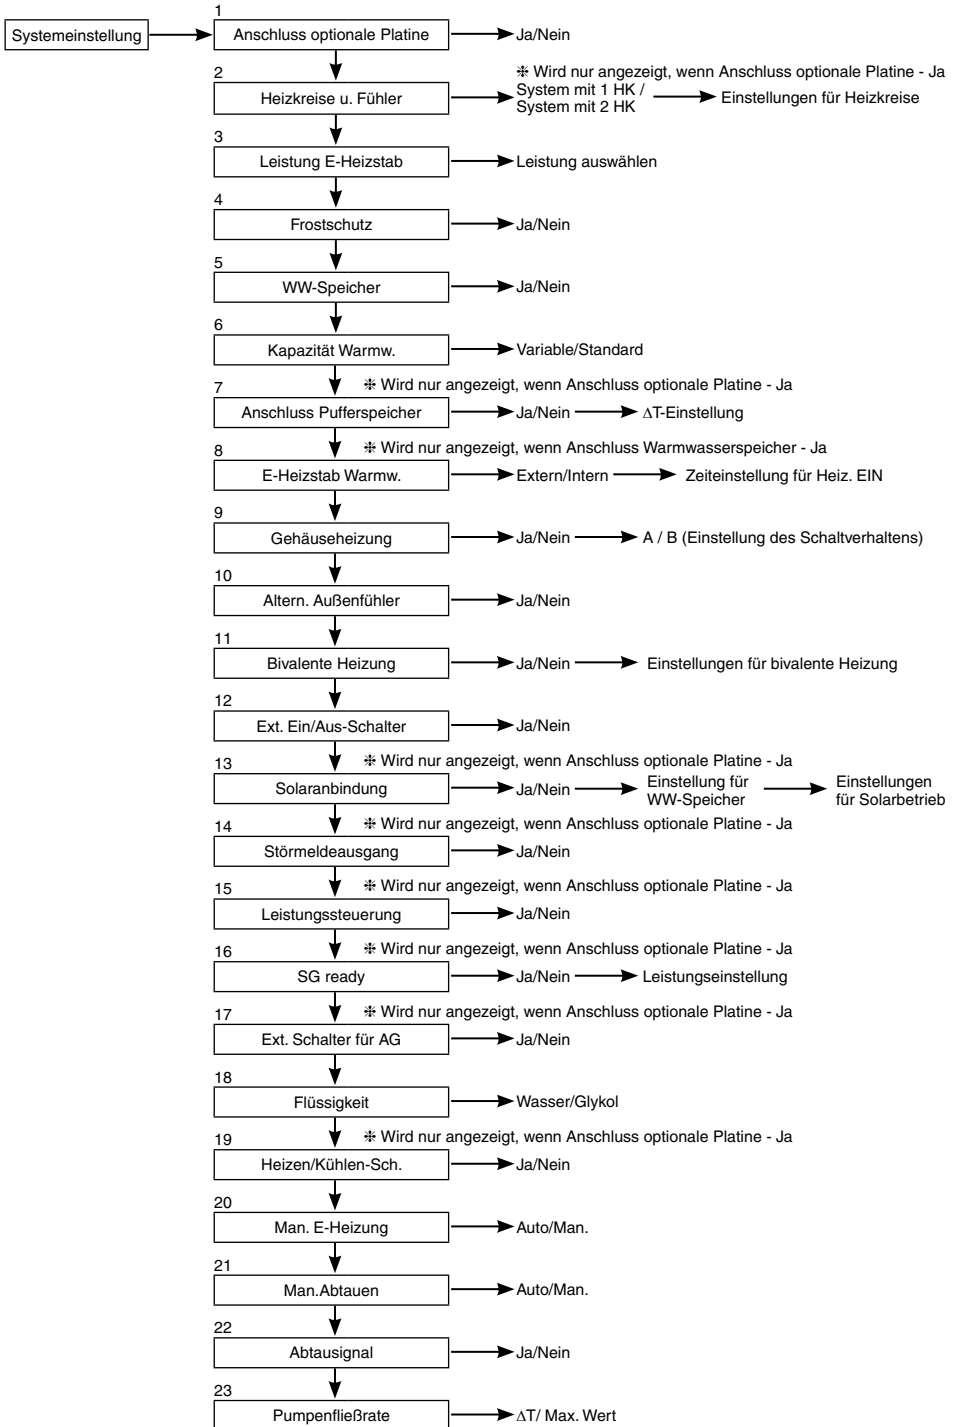 1
Systemeinstellung
Anschluss optionale Platine
Ja/Nein
2
❉ Wird nur angezeigt, wenn Anschluss optionale Platine - Ja
Heizkreise u. Fühler
System mit 1 HK /
System mit 2 HK
Einstellungen für Heizkreise
3
Leistung E-Heizstab
Leistung auswählen
4
Frostschutz
Ja/Nein
5
WW-Speicher
Ja/Nein
6
Kapazität Warmw.
Variable/Standard
7
❉ Wird nur angezeigt, wenn Anschluss optionale Platine - Ja
Anschluss Pufferspeicher
Ja/Nein
ΔT-Einstellung
8
❉ Wird nur angezeigt, wenn Anschluss Warmwasserspeicher - Ja
E-Heizstab Warmw.
Extern/Intern
Zeiteinstellung für Heiz. EIN
9
Gehäuseheizung
Ja/Nein
A / B (Einstellung des Schaltverhaltens)
10
Altern. Außenfühler
Ja/Nein
11
Bivalente Heizung
Ja/Nein
Einstellungen für bivalente Heizung
12
Ext. Ein/Aus-Schalter
Ja/Nein
13
❉ Wird nur angezeigt, wenn Anschluss optionale Platine - Ja
Solaranbindung
Ja/Nein
Einstellung für
WW-Speicher
Einstellungen
für Solarbetrieb
14
❉ Wird nur angezeigt, wenn Anschluss optionale Platine - Ja
Störmeldeausgang
Ja/Nein
15
❉ Wird nur angezeigt, wenn Anschluss optionale Platine - Ja
Leistungssteuerung
Ja/Nein
16
❉ Wird nur angezeigt, wenn Anschluss optionale Platine - Ja
SG ready
Ja/Nein
Leistungseinstellung
17
❉ Wird nur angezeigt, wenn Anschluss optionale Platine - Ja
Ext. Schalter für AG
Ja/Nein
18
Flüssigkeit
Wasser/Glykol
19
❉ Wird nur angezeigt, wenn Anschluss optionale Platine - Ja
Heizen/Kühlen-Sch.
Ja/Nein
20
Man. E-Heizung
Auto/Man.
21
Man.Abtauen
Auto/Man.
22
Abtausignal
Ja/Nein
23
Pumpenfließrate
ΔT/ Max. Wert